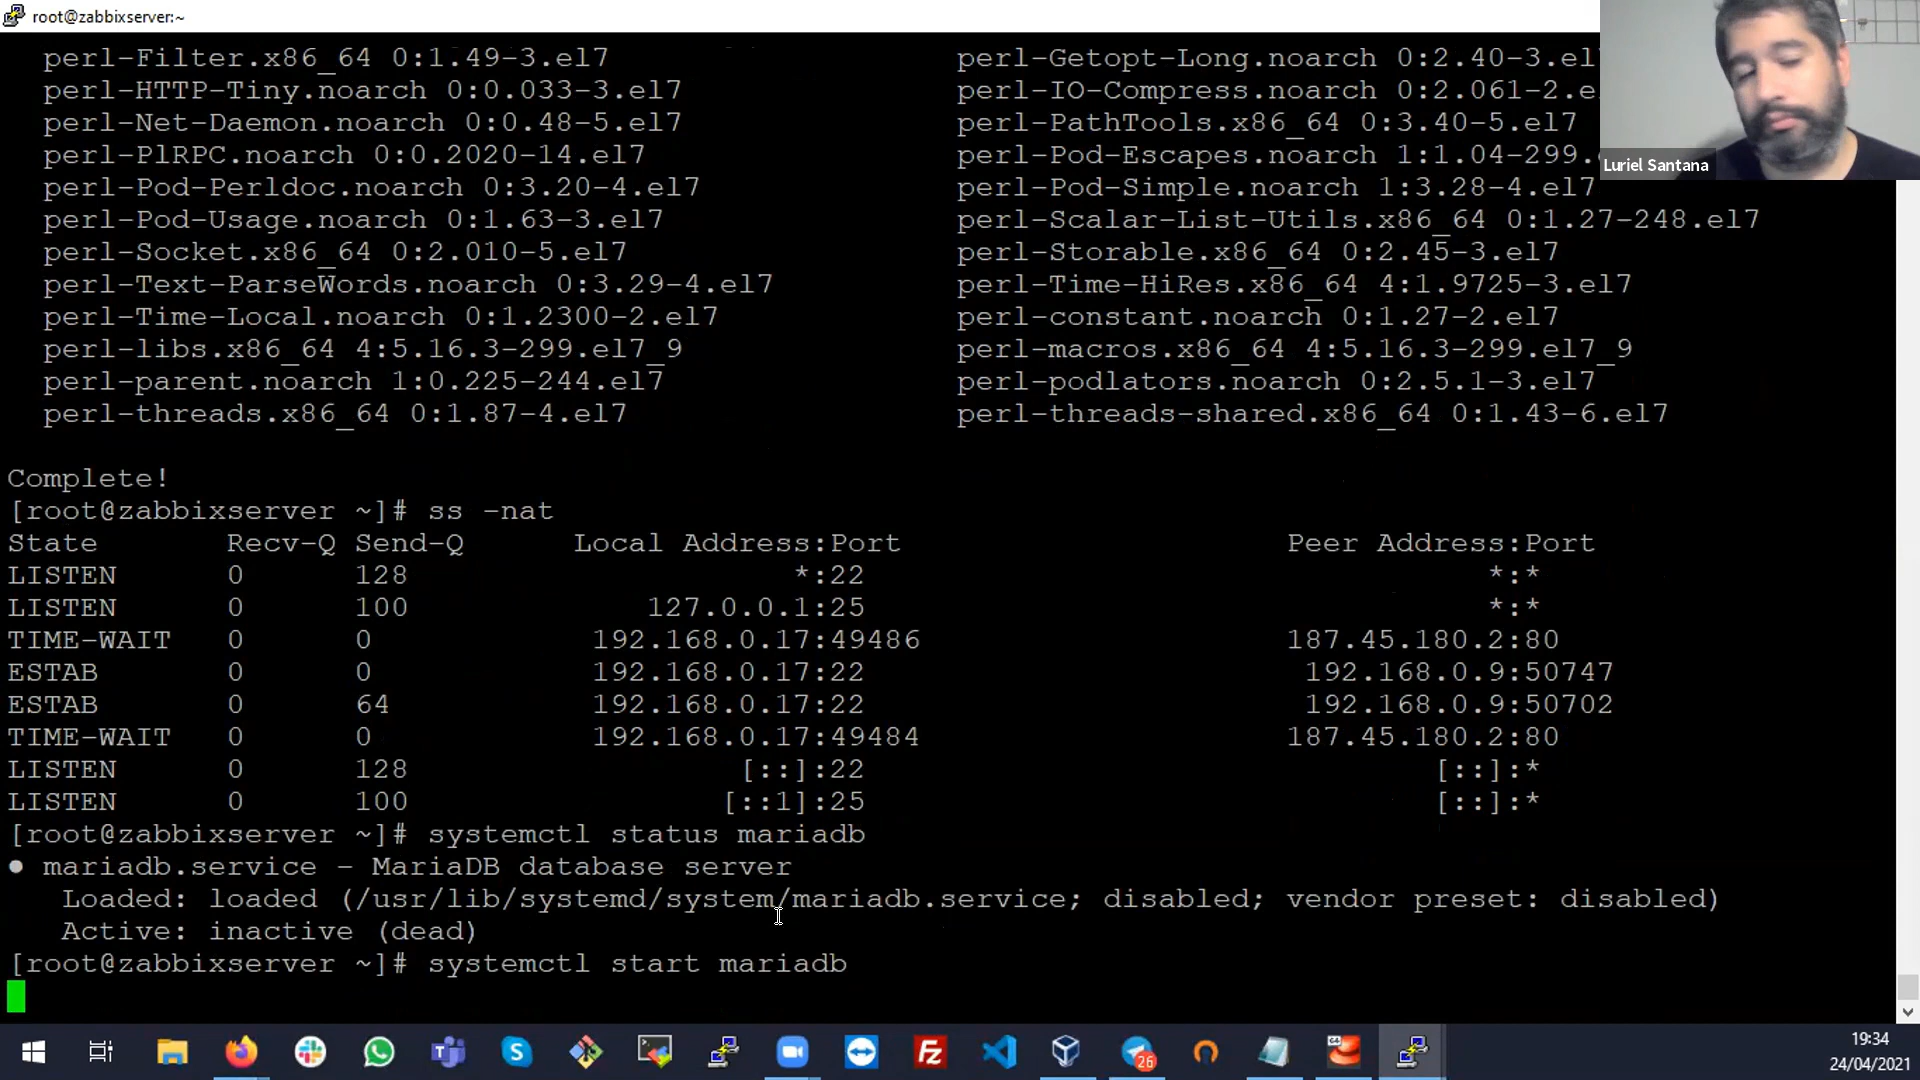 root@zabbixserver:~
perl-Filter.x86_64 0:1.49-3.el7 perl-Getopt-Long.noarch 0:2.40-3.el
perl-HTTP-Tiny.noarch 0:0.033-3.el7 perl-IO-Compress.noarch 0:2.061-2.e
perl-Net-Daemon.noarch 0:0.48-5.el7 perl-PathTools.x86_64 0:3.40-5.el7
perl-PlRPC.noarch 0:0.2020-14.el7 perl-Pod-Escapes.noarch 1:1.04-299.
Luriel Santana
perl-Pod-Perldoc.noarch 0:3.20-4.el7 perl-Pod-Simple.noarch 1:3.28-4.el7
perl-Pod-Usage.noarch 0:1.63-3.el7 perl-Scalar-List-Utils.x86_64 0:1.27-248.el7
perl-Socket.x86_64 0:2.010-5.el7 perl-Storable.x86_64 0:2.45-3.el7
perl-Text-ParseWords.noarch 0:3.29-4.el7 perl-Time-HiRes.x86_64 4:1.9725-3.el7
perl-Time-Local.noarch 0:1.2300-2.el7 perl-constant.noarch 0:1.27-2.el7
perl-libs.x86_64 4:5.16.3-299.el7_9 perl-macros.x86_64 4:5.16.3-299.el7_9
perl-parent.noarch 1:0.225-244.el7 perl-podlators.noarch 0:2.5.1-3.el7
perl-threads.x86_64 0:1.87-4.el7 perl-threads-shared.x86_64 0:1.43-6.el7
Complete!
[root@zabbixserver ~]# ss -nat
State Recv-Q Send-Q Local Address:Port Peer Address:Port
LISTEN 0 128 *:22 *:*
LISTEN 0 100 127.0.0.1:25 *:*
TIME-WAIT 0 0 192.168.0.17:49486 187.45.180.2:80
ESTAB 0 0 192.168.0.17:22 192.168.0.9:50747
ESTAB 0 64 192.168.0.17:22 192.168.0.9:50702
TIME-WAIT 0 0 192.168.0.17:49484 187.45.180.2:80
LISTEN 0 128 [::]:22 [::]:*
LISTEN 0 100 [::1]:25 [::]:*
[root@zabbixserver ~]# systemctl status mariadb
● mariadb.service - MariaDB database server
Loaded: loaded (/usr/lib/systemd/system/mariadb.service; disabled; vendor preset: disabled)
Active: inactive (dead)
[root@zabbixserver ~]# systemctl start mariadb
26
19:34
24/04/2021